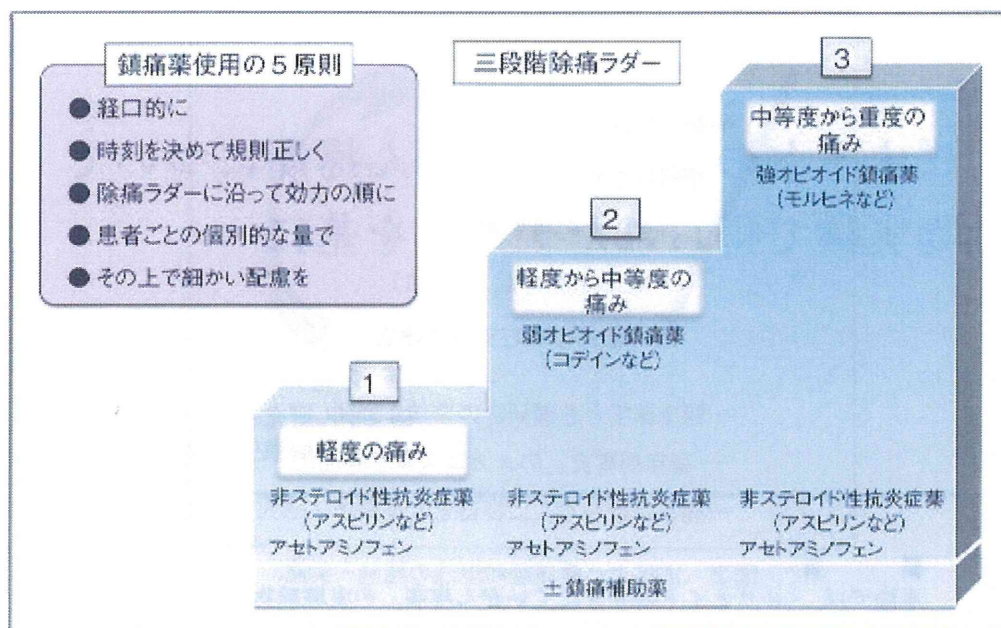 鎮痛薬使用の5原則
● 経口的に
● 時刻を決めて規則正しく
● 除痛ラダーに沿って効力の順に
● 患者ごとの個別的な量で
● その上で細かい配慮を
三段階除痛ラダー
1
軽度の痛み
非ステロイド性抗炎症薬
(アスピリンなど)
アセトアミノフェン
2
軽度から中等度の
痛み
弱オピオイド鎮痛薬
(コデインなど)
非ステロイド性抗炎症薬
(アスピリンなど)
アセトアミノフェン
3
中等度から重度の
痛み
強オピオイド鎮痛薬
(モルヒネなど)
非ステロイド性抗炎症薬
(アスピリンなど)
アセトアミノフェン
±鎮痛補助薬